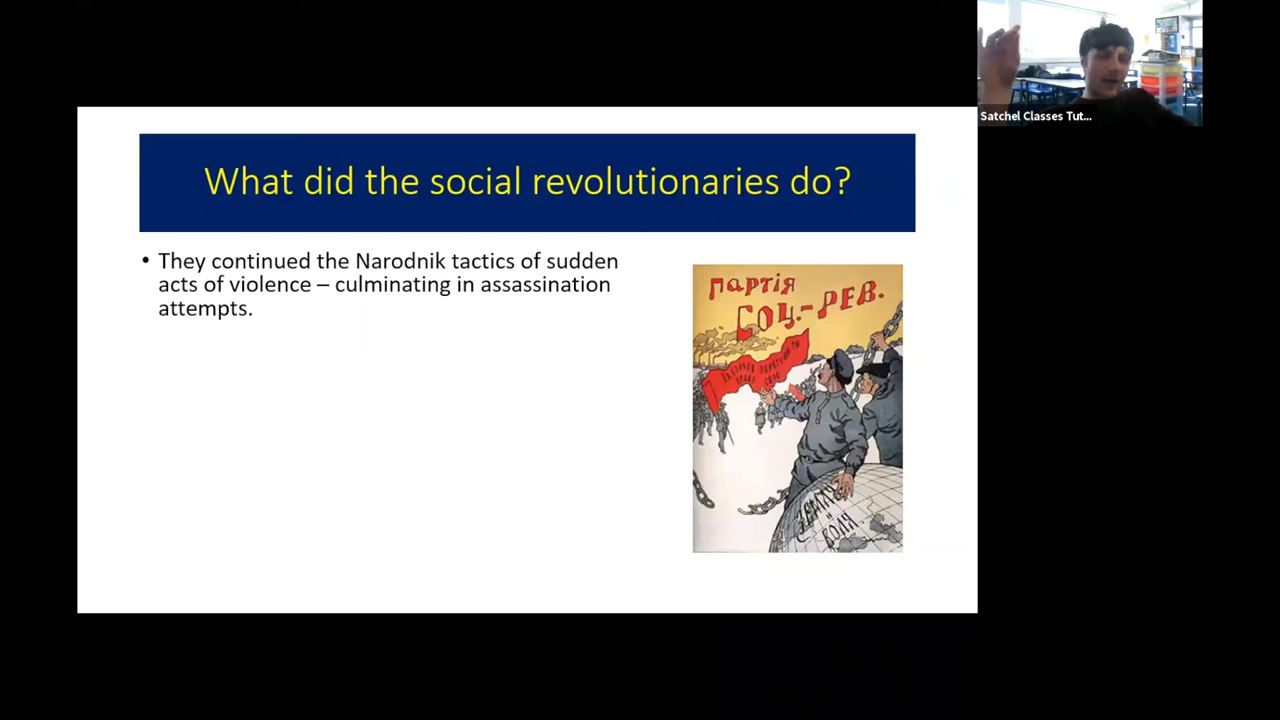 Satchel Classes Tut...
What did the social revolutionaries do?
• They continued the Narodnik tactics of sudden
acts of violence – culminating in assassination
attempts.
Партія
Соц.-Рев.
и